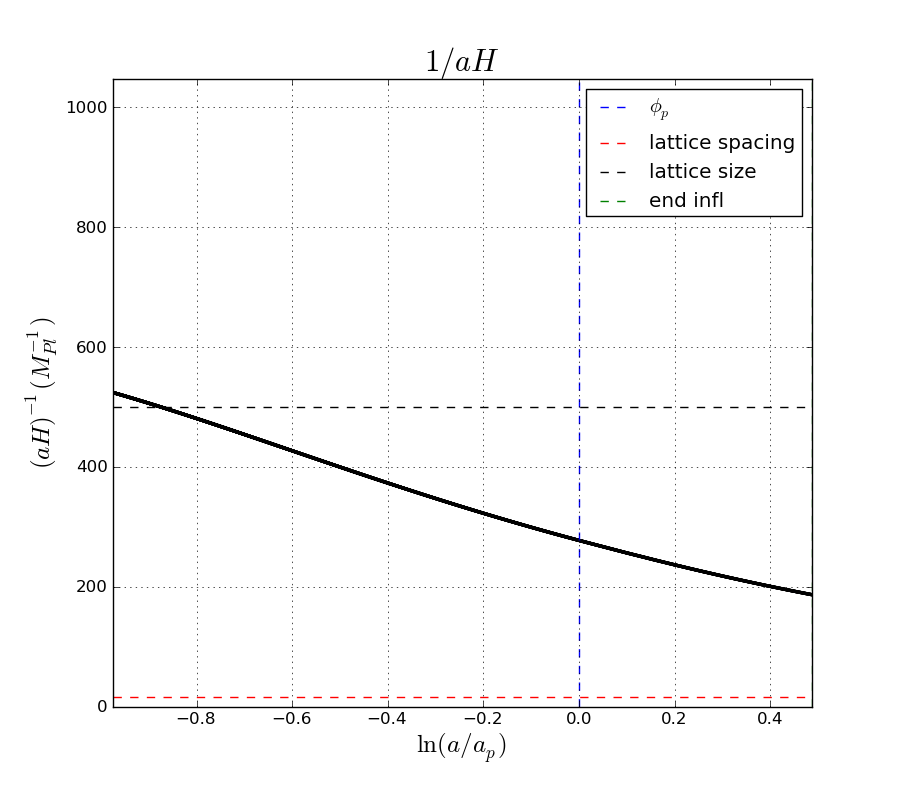 1/aH
1000
800
600
400
200
0
(aH)⁻¹ (M_{Pl}⁻¹)
ϕ_p
lattice spacing
lattice size
end infl
−0.8
−0.6
−0.4
−0.2
0.0
0.2
0.4
ln(a/a_p)